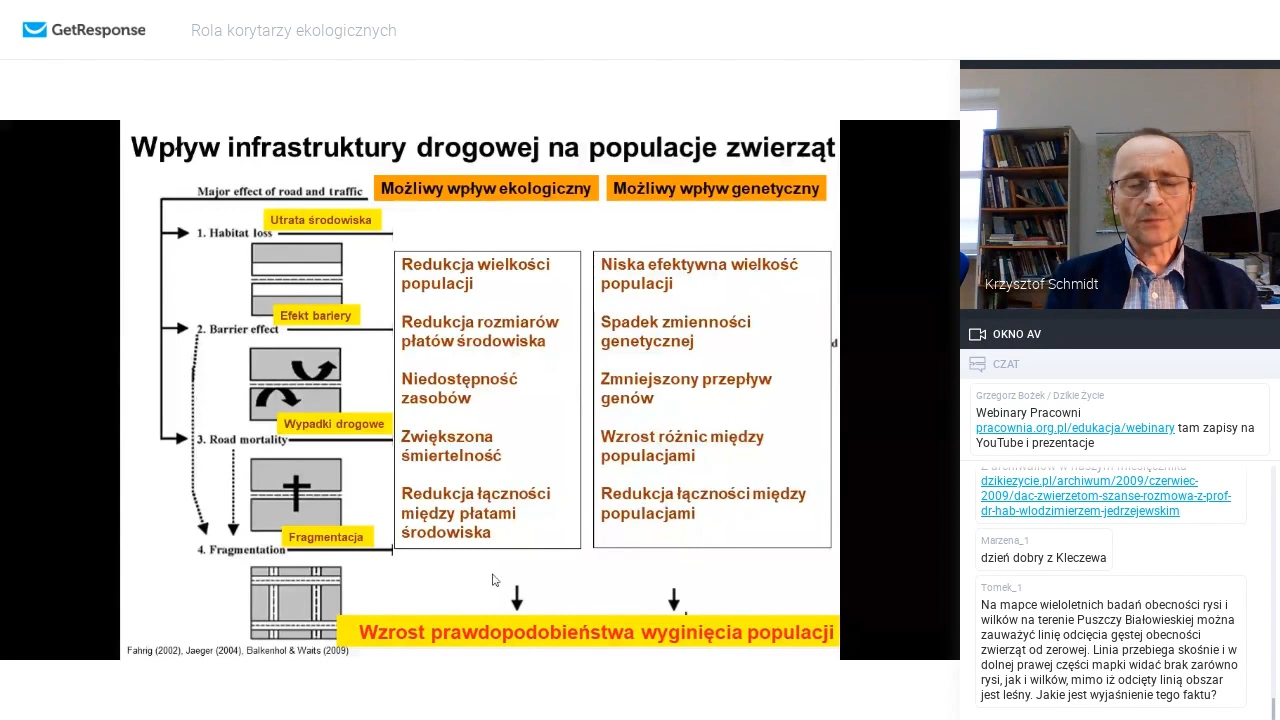 GetResponse
Rola korytarzy ekologicznych
Wpływ infrastruktury drogowej na populacje zwierząt
Major effect of road and traffic
Możliwy wpływ ekologiczny
Możliwy wpływ genetyczny
Utrata środowiska
1. Habitat loss
Efekt bariery
2. Barrier effect
Wypadki drogowe
3. Road mortality
Fragmentacja
4. Fragmentation
Redukcja wielkości
populacji
Redukcja rozmiarów
płatów środowiska
Niedostępność
zasobów
Zwiększona
śmiertelność
Redukcja łączności
między płatami
środowiska
Niska efektywna wielkość
populacji
Spadek zmienności
genetycznej
Zmniejszony przepływ
genów
Wzrost różnic między
populacjami
Redukcja łączności między
populacjami
d
Wzrost prawdopodobieństwa wyginięcia populacji
Fahrig (2002), Jaeger (2004), Balkenhol & Waits (2009)
Krzysztof Schmidt
OKNO AV
CZAT
Grzegorz Bożek / Dzikie Życie
Webinary Pracowni
pracownia.org.pl/edukacja/webinary tam zapisy na
YouTube i prezentacje
Z archiwaliów w naszym miesięczniku
dzikiezycie.pl/archiwum/2009/czerwiec-
2009/dac-zwierzetom-szanse-rozmowa-z-prof-
dr-hab-wlodzimierzem-jedrzejewskim
Marzena_1
dzień dobry z Kleczewa
Tomek_1
Na mapce wieloletnich badań obecności rysi i
wilków na terenie Puszczy Białowieskiej można
zauważyć linię odcięcia gęstej obecności
zwierząt od zerowej. Linia przebiega skośnie i w
dolnej prawej części mapki widać brak zarówno
rysi, jak i wilków, mimo iż odcięty linią obszar
jest leśny. Jakie jest wyjaśnienie tego faktu?